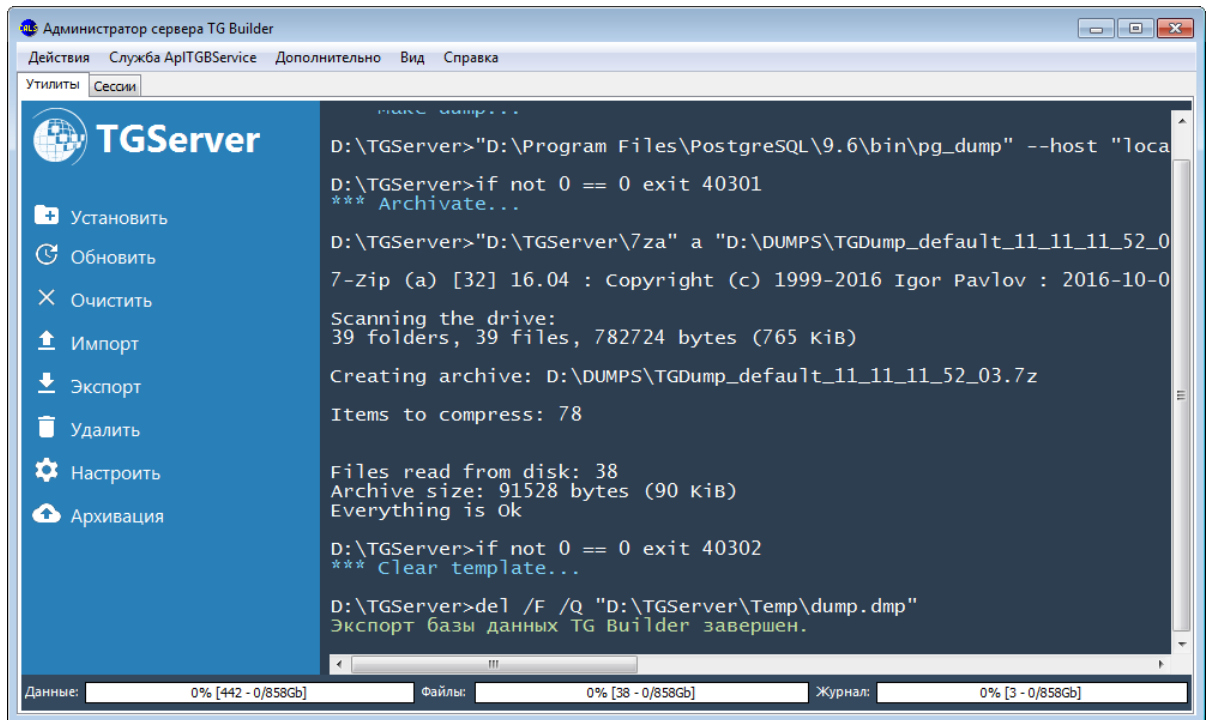 Администратор сервера TG Builder
Действия Служба AplTGBService Дополнительно Вид Справка
Утилиты Сессии
TGServer
Установить
Обновить
Очистить
Импорт
Экспорт
Удалить
Настроить
Архивация
Make dump...
D:\TGServer>"D:\Program Files\PostgreSQL\9.6\bin\pg_dump" --host "loca
D:\TGServer>if not 0 == 0 exit 40301
*** Archivate...
D:\TGServer>"D:\TGServer\7za" a "D:\DUMPS\TGDump_default_11_11_11_52_0
7-Zip (a) [32] 16.04 : Copyright (c) 1999-2016 Igor Pavlov : 2016-10-0
Scanning the drive:
39 folders, 39 files, 782724 bytes (765 KiB)
Creating archive: D:\DUMPS\TGDump_default_11_11_11_52_03.7z
Items to compress: 78
Files read from disk: 38
Archive size: 91528 bytes (90 KiB)
Everything is Ok
D:\TGServer>if not 0 == 0 exit 40302
*** Clear template...
D:\TGServer>del /F /Q "D:\TGServer\Temp\dump.dmp"
Экспорт базы данных TG Builder завершен.
Данные: 0% [442 - 0/858Gb] Файлы: 0% [38 - 0/858Gb] Журнал: 0% [3 - 0/858Gb]